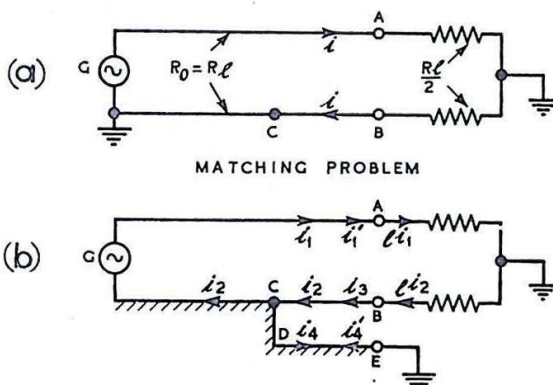 A
(a) G R₀ = Rℓ i Rℓ/2
i
C B
MATCHING PROBLEM
A
(b) G i₁ i₁' ℓi₁
i₂ C i₂ i₃ B ℓi₂
D i₄ i₄' E